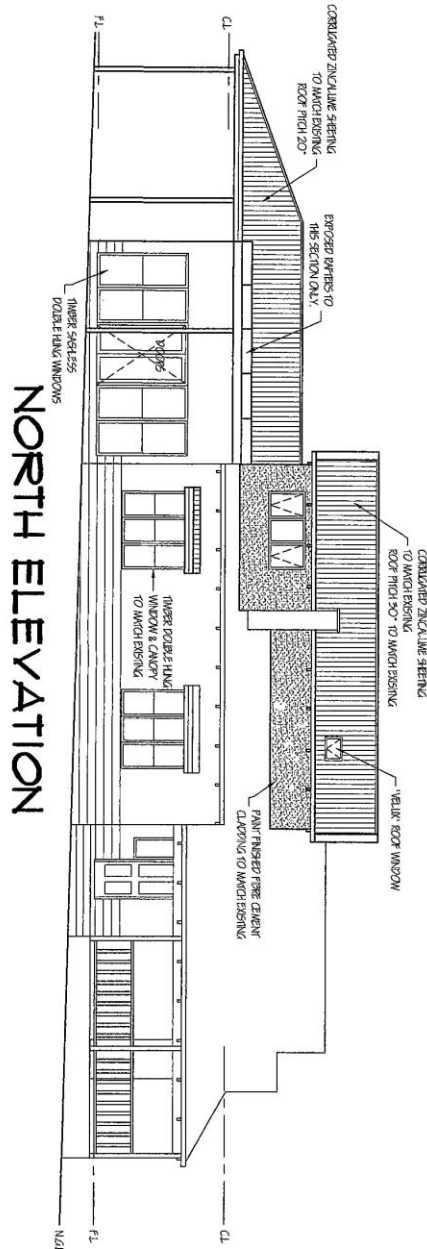 CORRUGATED ZINCALUME SHEETING
TO MATCH EXISTING
ROOF PITCH 20°
EXPOSED RAFTERS TO
THIS SECTION ONLY.
CORRUGATED ZINCALUME SHEETING
TO MATCH EXISTING
ROOF PITCH 30° TO MATCH EXISTING
'VELUX' ROOF WINDOW
CL
FL
DOORS
TIMBER SASHLESS
DOUBLE HUNG WINDOWS
TIMBER DOUBLE HUNG
WINDOW & CANOPY
TO MATCH EXISTING
PAINT FINISHED FIBRE CEMENT
CLADDING TO MATCH EXISTING
CL
FL
NGL
NORTH ELEVATION